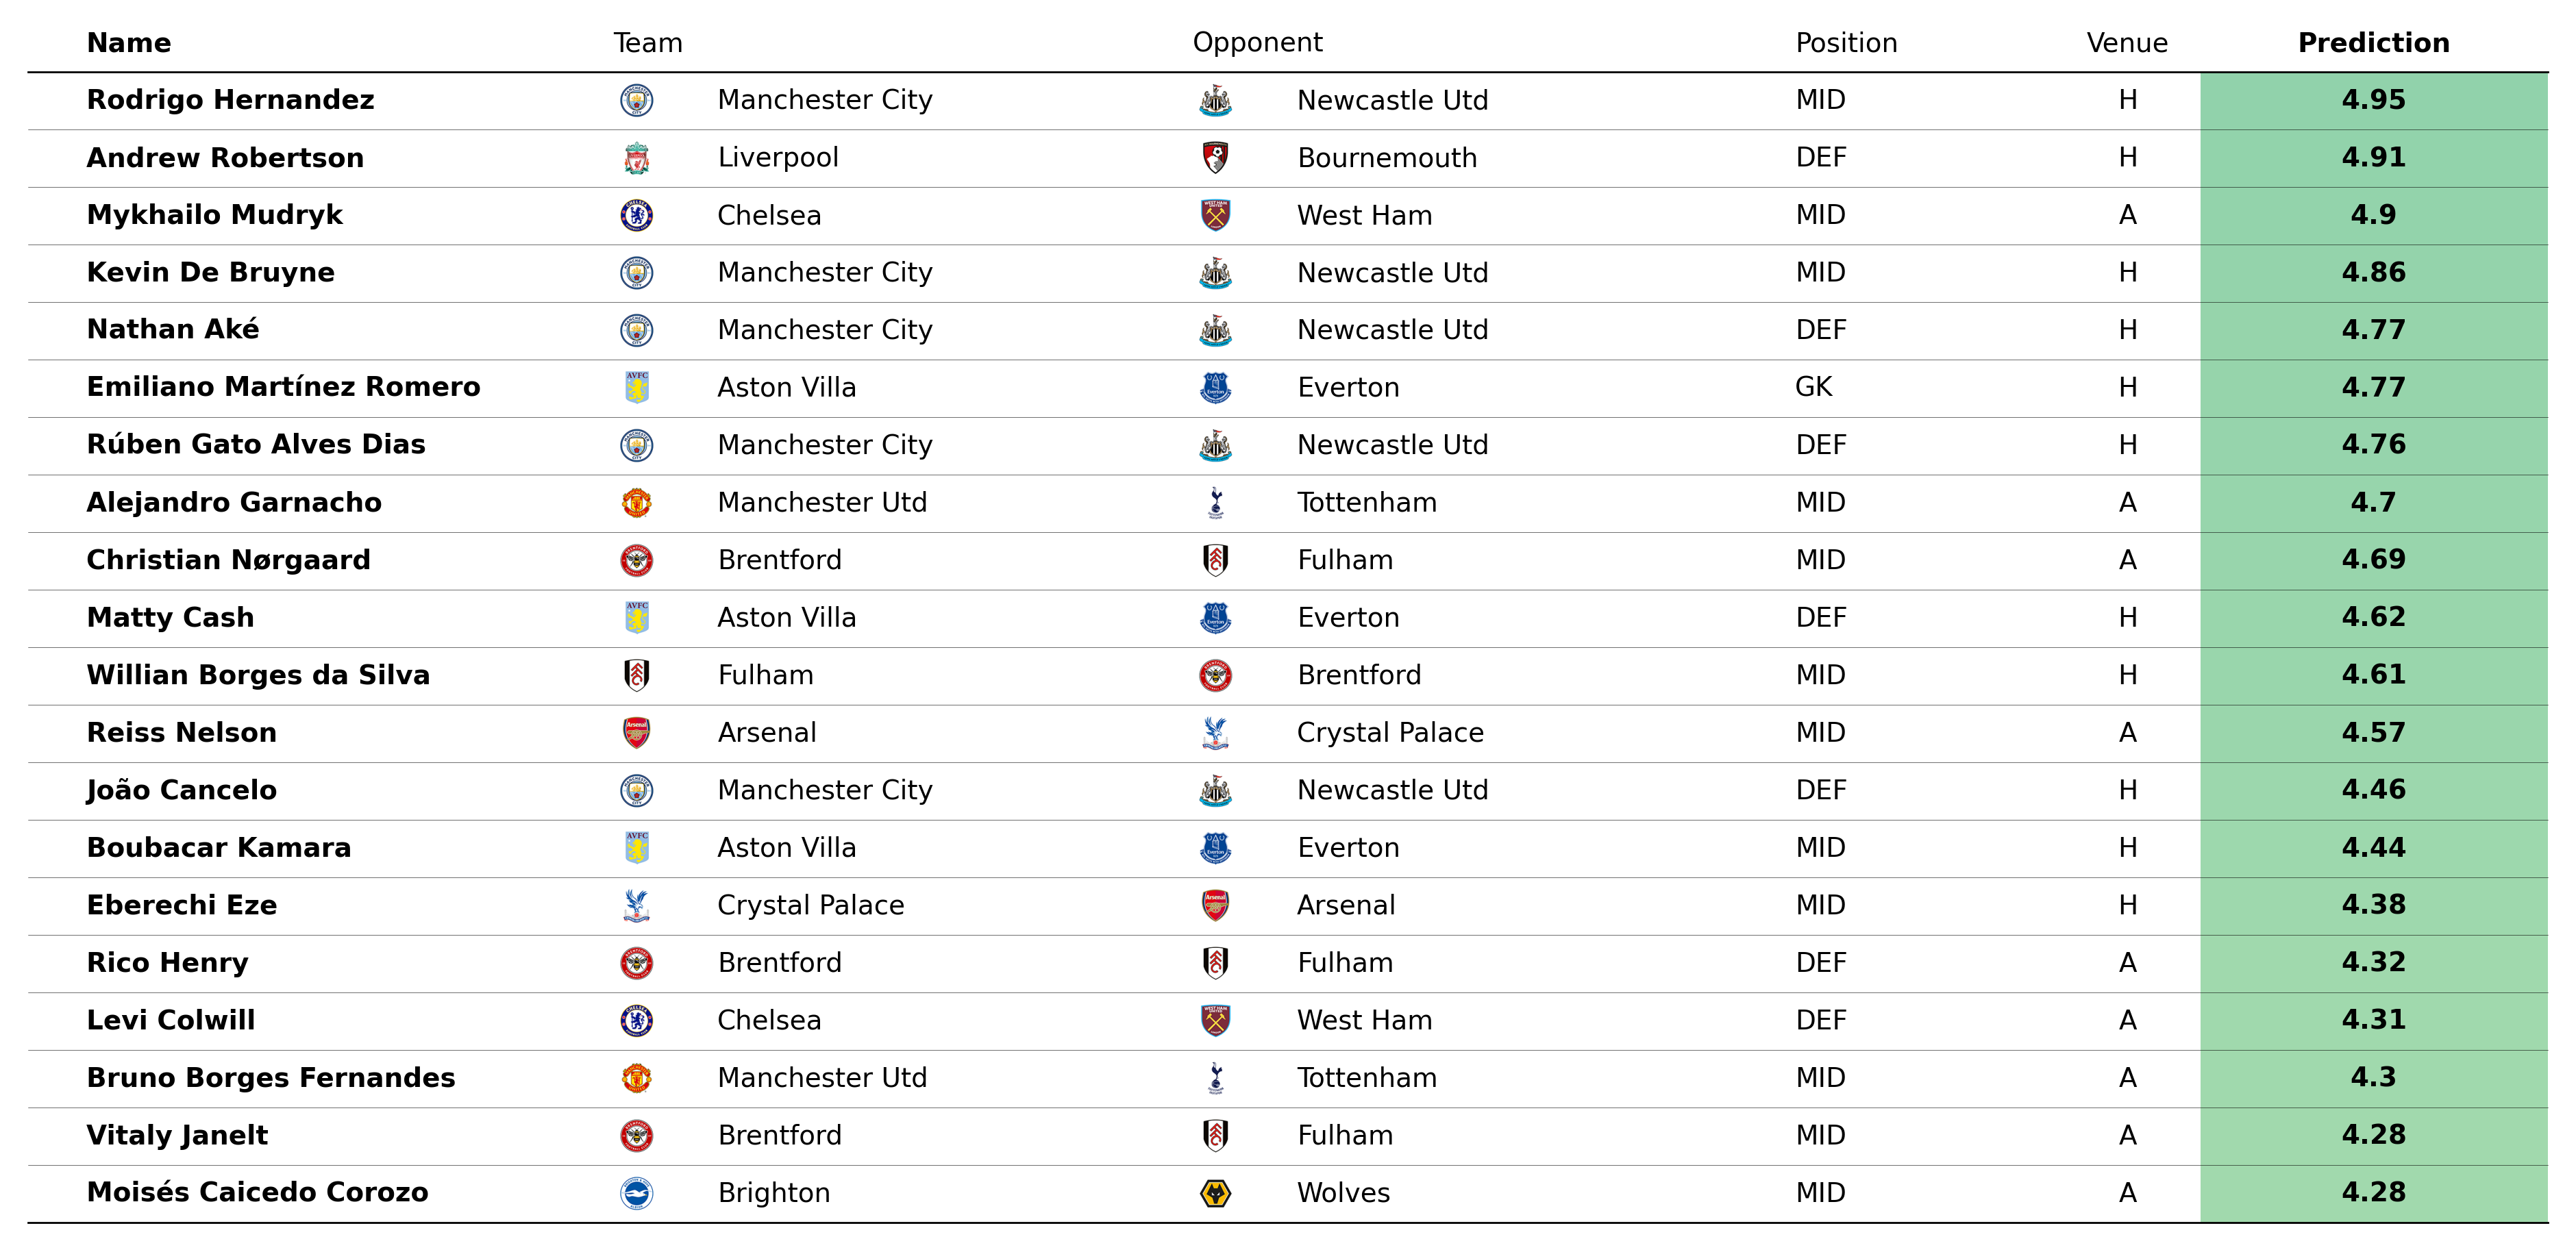 Name Team Opponent Position Venue Prediction
Rodrigo Hernandez Manchester City Newcastle Utd MID H 4.95
Andrew Robertson Liverpool Bournemouth DEF H 4.91
Mykhailo Mudryk Chelsea West Ham MID A 4.9
Kevin De Bruyne Manchester City Newcastle Utd MID H 4.86
Nathan Aké Manchester City Newcastle Utd DEF H 4.77
Emiliano Martínez Romero Aston Villa Everton GK H 4.77
Rúben Gato Alves Dias Manchester City Newcastle Utd DEF H 4.76
Alejandro Garnacho Manchester Utd Tottenham MID A 4.7
Christian Nørgaard Brentford Fulham MID A 4.69
Matty Cash Aston Villa Everton DEF H 4.62
Willian Borges da Silva Fulham Brentford MID H 4.61
Reiss Nelson Arsenal Crystal Palace MID A 4.57
João Cancelo Manchester City Newcastle Utd DEF H 4.46
Boubacar Kamara Aston Villa Everton MID H 4.44
Eberechi Eze Crystal Palace Arsenal MID H 4.38
Rico Henry Brentford Fulham DEF A 4.32
Levi Colwill Chelsea West Ham DEF A 4.31
Bruno Borges Fernandes Manchester Utd Tottenham MID A 4.3
Vitaly Janelt Brentford Fulham MID A 4.28
Moisés Caicedo Corozo Brighton Wolves MID A 4.28